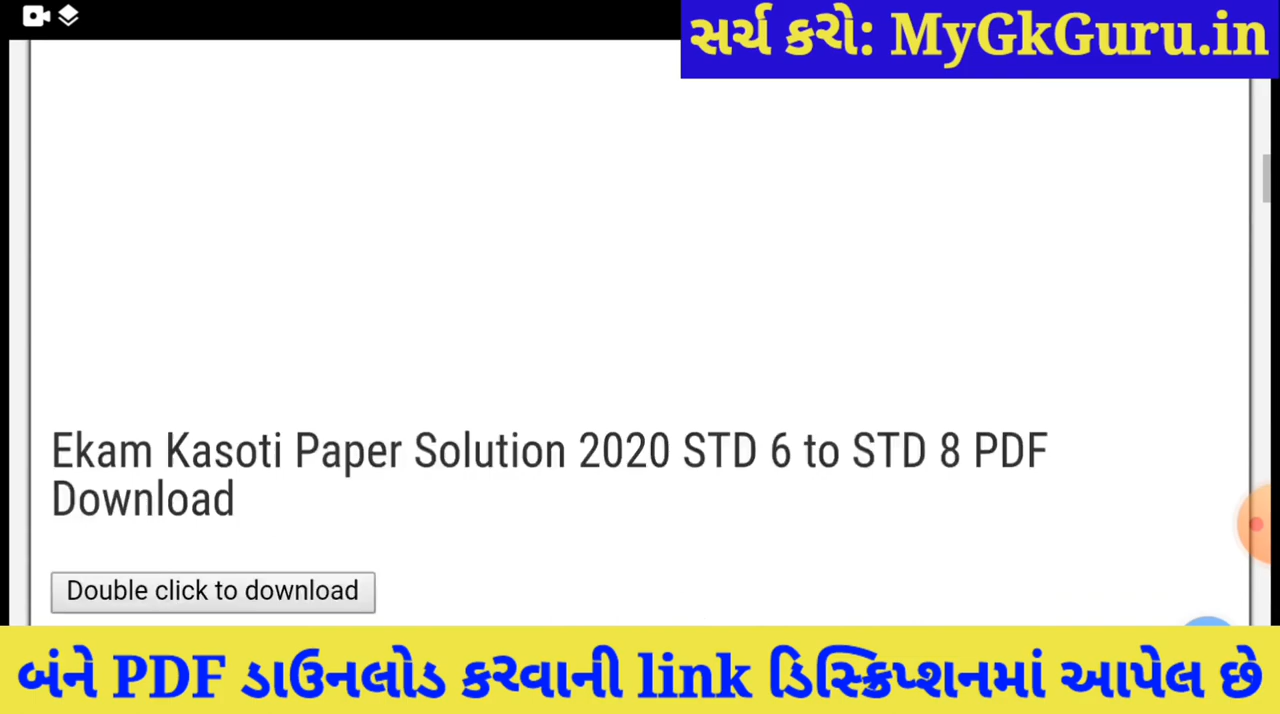 સર્ચ કરો: MyGkGuru.in
Ekam Kasoti Paper Solution 2020 STD 6 to STD 8 PDF
Download
Double click to download
બંને PDF ડાઉનલોડ કરવાની link ડિસ્ક્રિપ્શનમાં આપેલ છે